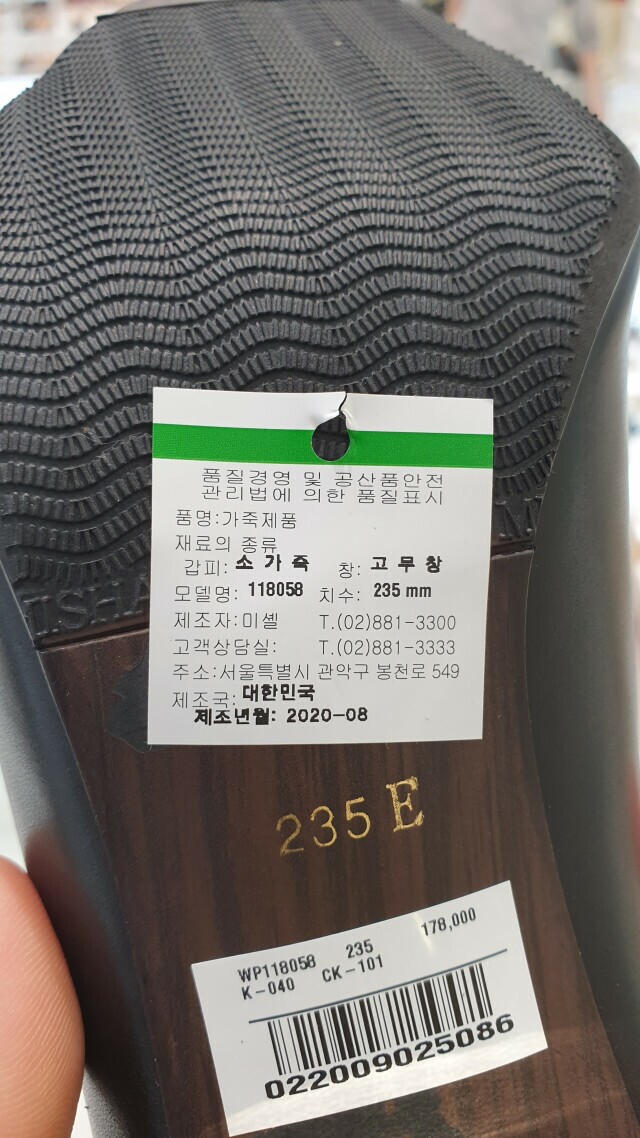 품질경영 및 공산품안전
관리법에 의한 품질표시
품명:가죽제품
재료의 종류
갑피: 소 가 죽 창: 고 무 창
모델명: 118058 치수: 235 mm
제조자:미셸 T.(02)881-3300
고객상담실: T.(02)881-3333
주소:서울특별시 관악구 봉천로 549
제조국: 대한민국
제조년월: 2020-08
235 E
WP118058 235 178,000
K-040 CK-101
022009025086